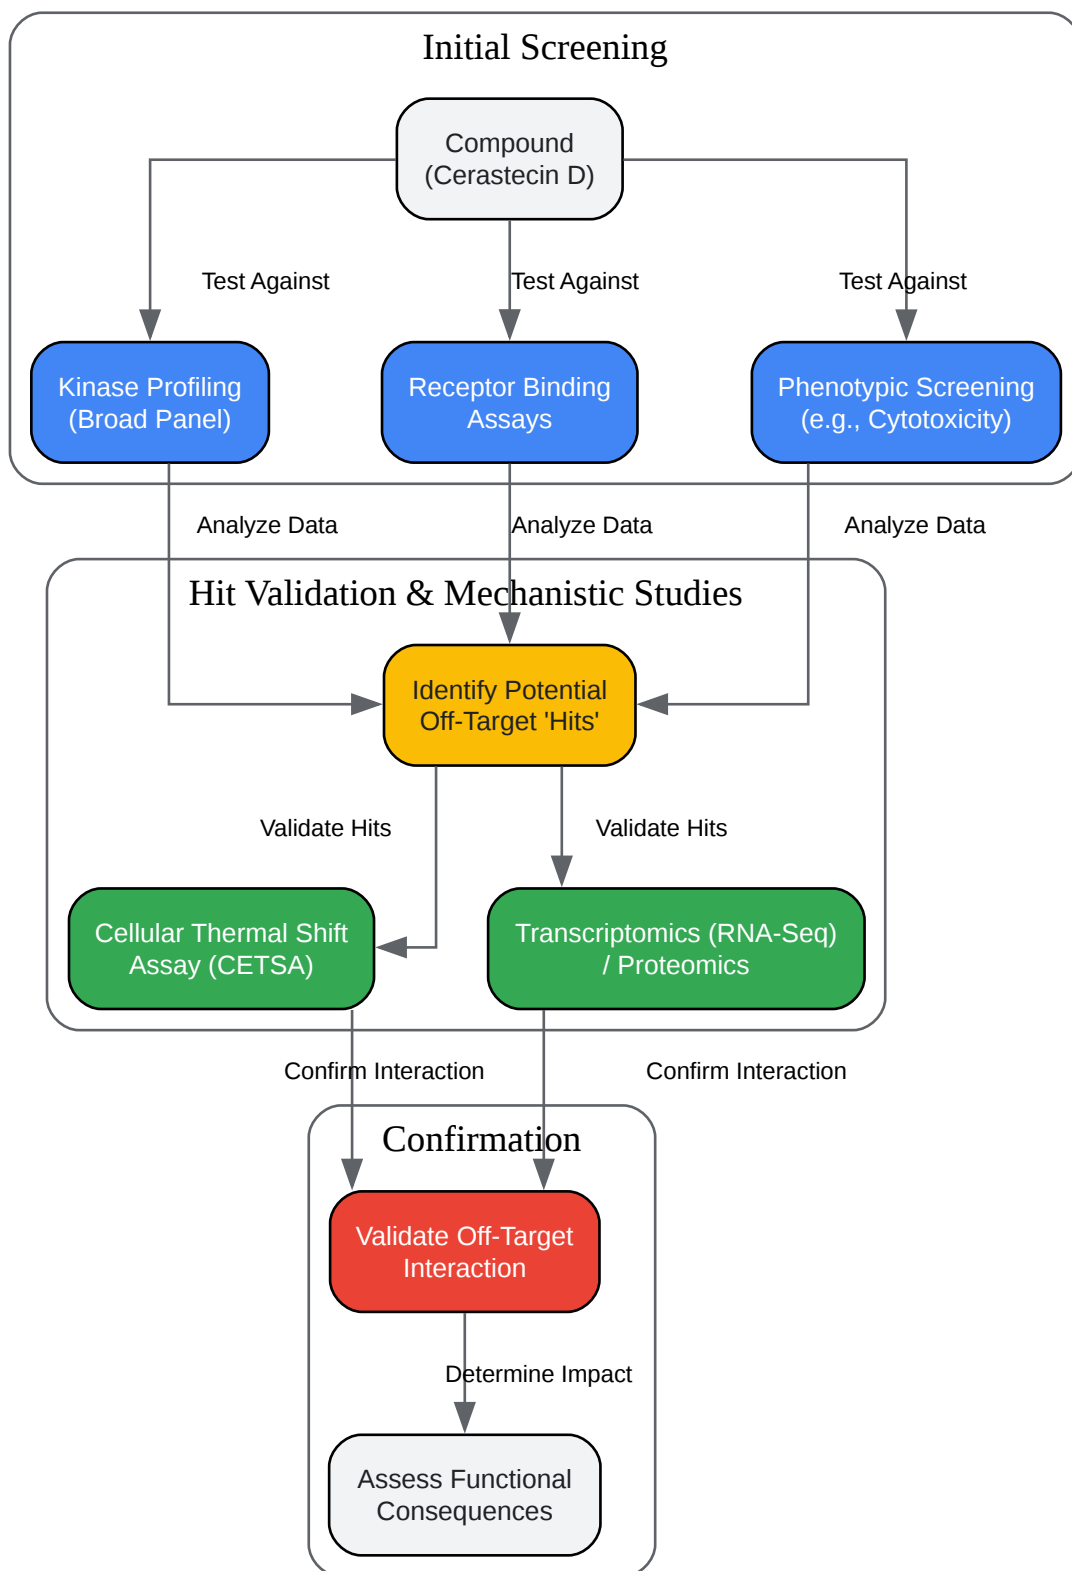 Initial Screening
Compound
(Cerastecin D)
Test Against
Test Against
Test Against
Kinase Profiling
(Broad Panel)
Receptor Binding
Assays
Phenotypic Screening
(e.g., Cytotoxicity)
Analyze Data
Analyze Data
Analyze Data
Hit Validation & Mechanistic Studies
Identify Potential
Off-Target 'Hits'
Validate Hits
Validate Hits
Cellular Thermal Shift
Assay (CETSA)
Transcriptomics (RNA-Seq)
/ Proteomics
Confirm Interaction
Confirm Interaction
Confirmation
Validate Off-Target
Interaction
Determine Impact
Assess Functional
Consequences